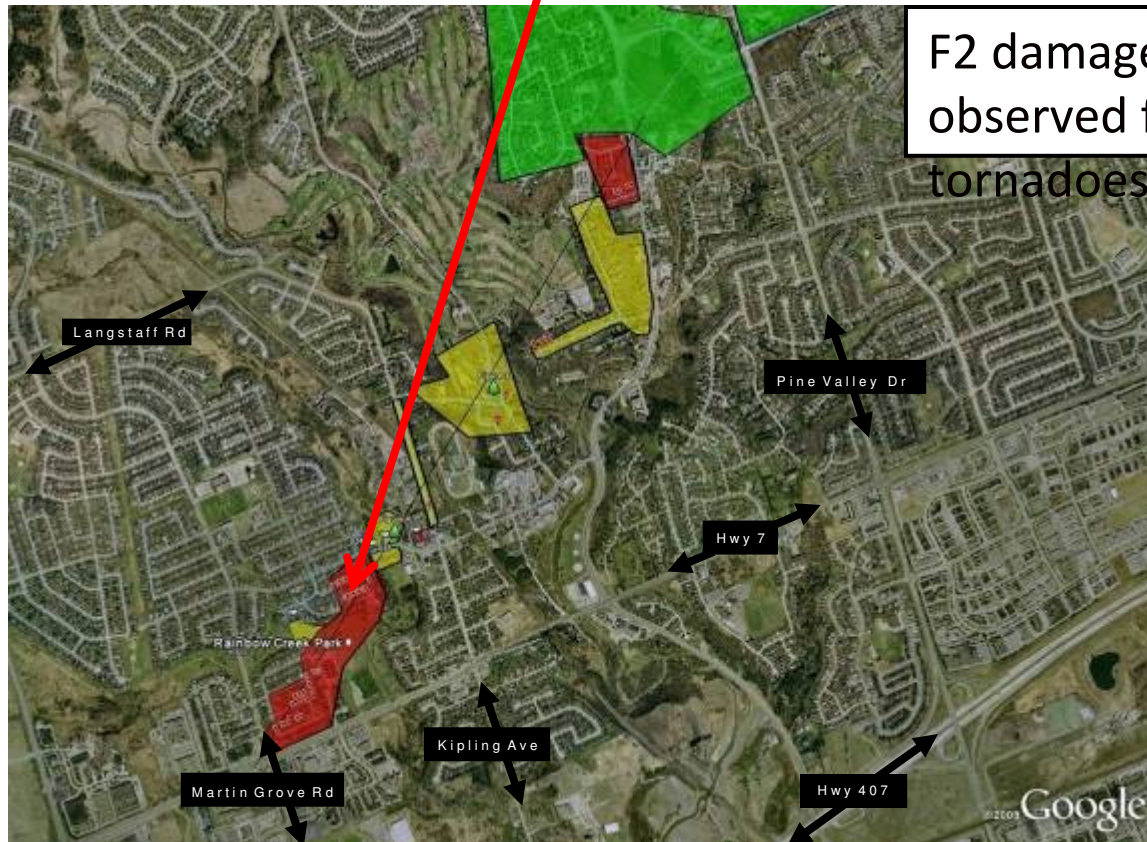 F2 damage
observed
tornadoes
Langstaff Rd
Pine Valley Dr
Hwy 7
Rainbow Creek Park
Kipling Ave
Martin Grove Rd
Hwy 407
©2009 Google